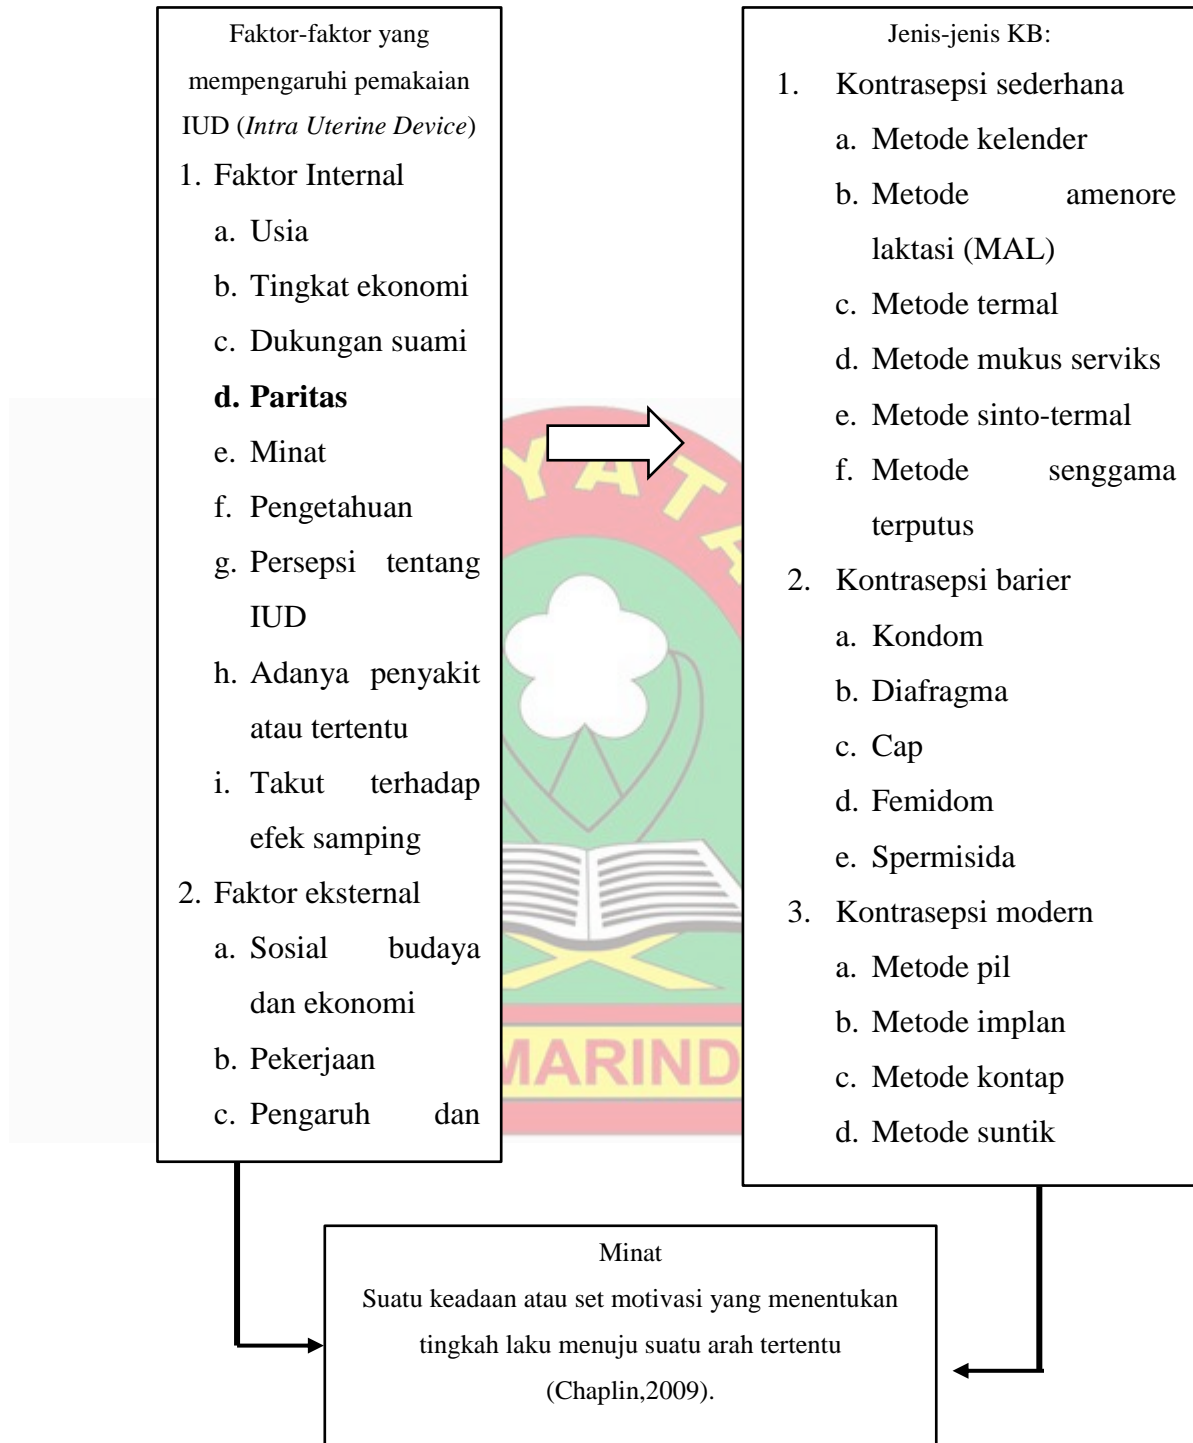 Faktor-faktor yang
mempengaruhi pemakaian
IUD (Intra Uterine Device)
1. Faktor Internal
a. Usia
b. Tingkat ekonomi
c. Dukungan suami
d. Paritas
e. Minat
f. Pengetahuan
g. Persepsi tentang
IUD
h. Adanya penyakit
atau tertentu
i. Takut terhadap
efek samping
2. Faktor eksternal
a. Sosial budaya
dan ekonomi
b. Pekerjaan
c. Pengaruh dan
Jenis-jenis KB:
1. Kontrasepsi sederhana
a. Metode kelender
b. Metode amenore
laktasi (MAL)
c. Metode termal
d. Metode mukus serviks
e. Metode sinto-termal
f. Metode senggama
terputus
2. Kontrasepsi barier
a. Kondom
b. Diafragma
c. Cap
d. Femidom
e. Spermisida
3. Kontrasepsi modern
a. Metode pil
b. Metode implan
c. Metode kontap
d. Metode suntik
YATA
MARIND
Minat
Suatu keadaan atau set motivasi yang menentukan
tingkah laku menuju suatu arah tertentu
(Chaplin,2009).